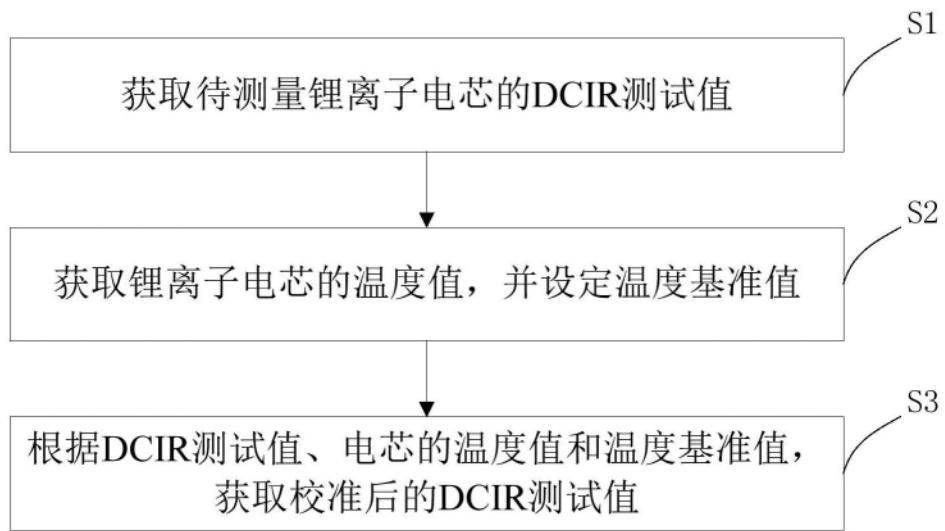 S1
获取待测量锂离子电芯的DCIR测试值
S2
获取锂离子电芯的温度值，并设定温度基准值
S3
根据DCIR测试值、电芯的温度值和温度基准值，
获取校准后的DCIR测试值